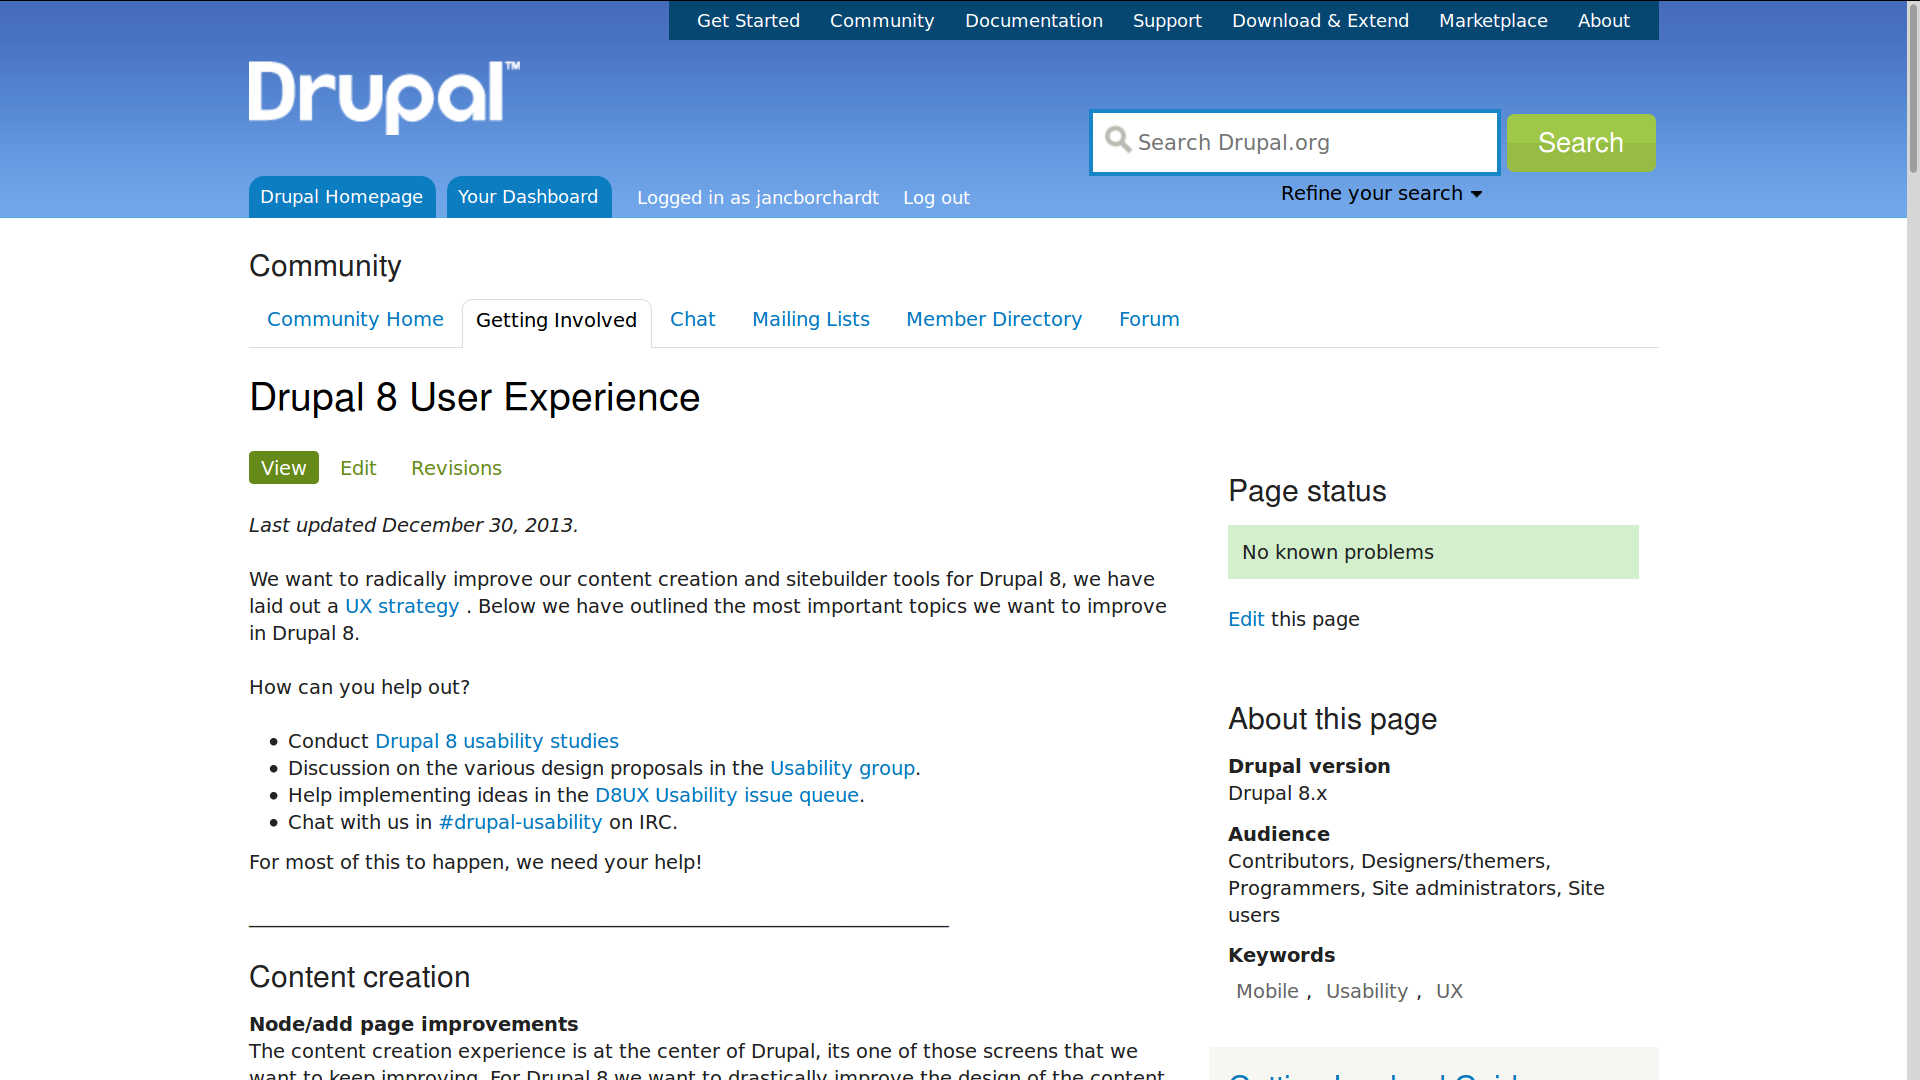 Get Started Community Documentation Support Download & Extend Marketplace About
Drupal™
Search Drupal.org Search
Refine your search
Drupal Homepage Your Dashboard Logged in as jancborchardt Log out
Community
Community Home Getting Involved Chat Mailing Lists Member Directory Forum
Drupal 8 User Experience
View Edit Revisions
Last updated December 30, 2013.
We want to radically improve our content creation and sitebuilder tools for Drupal 8, we have
laid out a UX strategy . Below we have outlined the most important topics we want to improve
in Drupal 8.
How can you help out?
• Conduct Drupal 8 usability studies
• Discussion on the various design proposals in the Usability group.
• Help implementing ideas in the D8UX Usability issue queue.
• Chat with us in #drupal-usability on IRC.
For most of this to happen, we need your help!
Content creation
Node/add page improvements
The content creation experience is at the center of Drupal, its one of those screens that we
want to keep improving. For Drupal 8 we want to drastically improve the design of the content
Page status
No known problems
Edit this page
About this page
Drupal version
Drupal 8.x
Audience
Contributors, Designers/themers,
Programmers, Site administrators, Site
users
Keywords
Mobile , Usability , UX
Getting Involved Guide